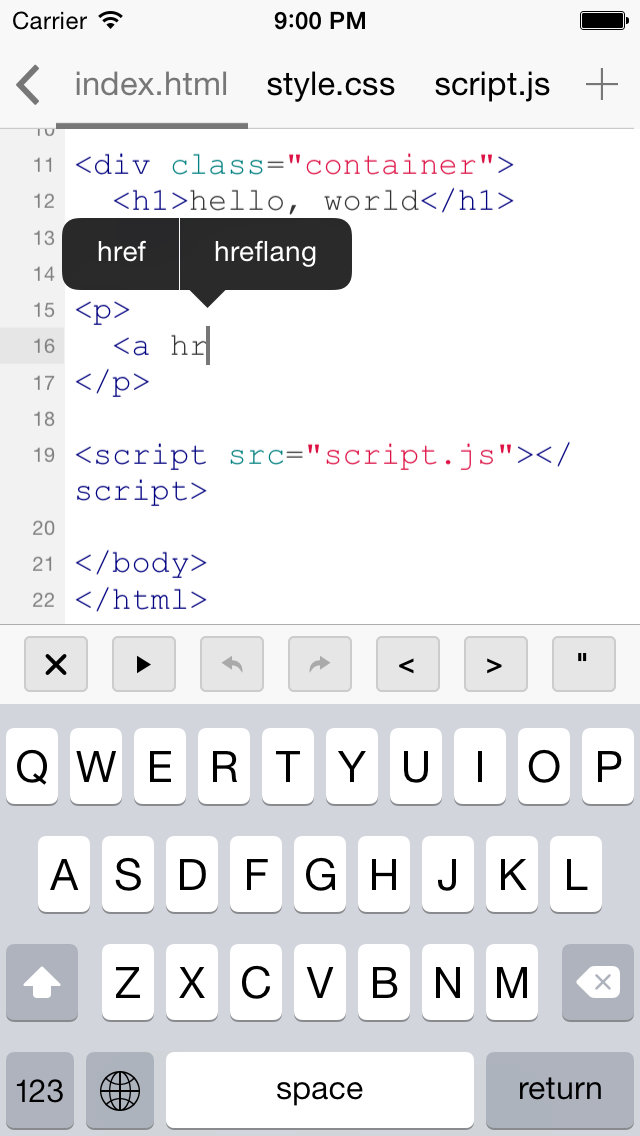 Carrier 9:00 PM
index.html style.css script.js
10
11 <div class="container">
12 <h1>hello, world</h1>
13
href hreflang
14
15 <p>
16 <a hr
17 </p>
18
19 <script src="script.js"></
script>
20
21 </body>
22 </html>
< > "
Q W E R T Y U I O P
A S D F G H J K L
Z X C V B N M
123 space return